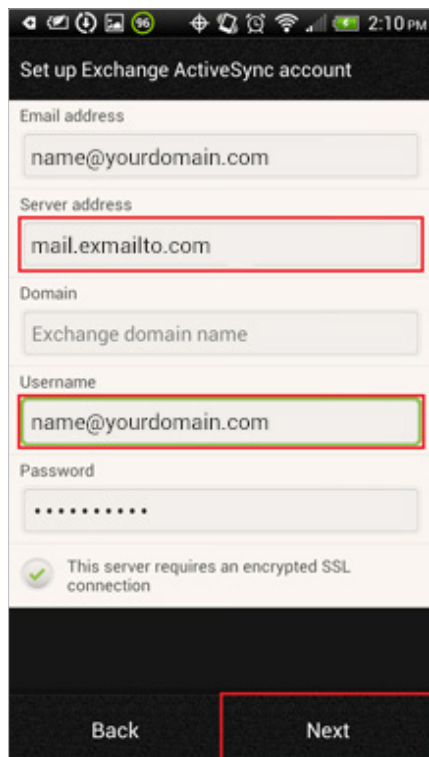 96 2:10 PM
Set up Exchange ActiveSync account
Email address
name@yourdomain.com
Server address
mail.exmailto.com
Domain
Exchange domain name
Username
name@yourdomain.com
Password
••••••••••
This server requires an encrypted SSL
connection
Back Next